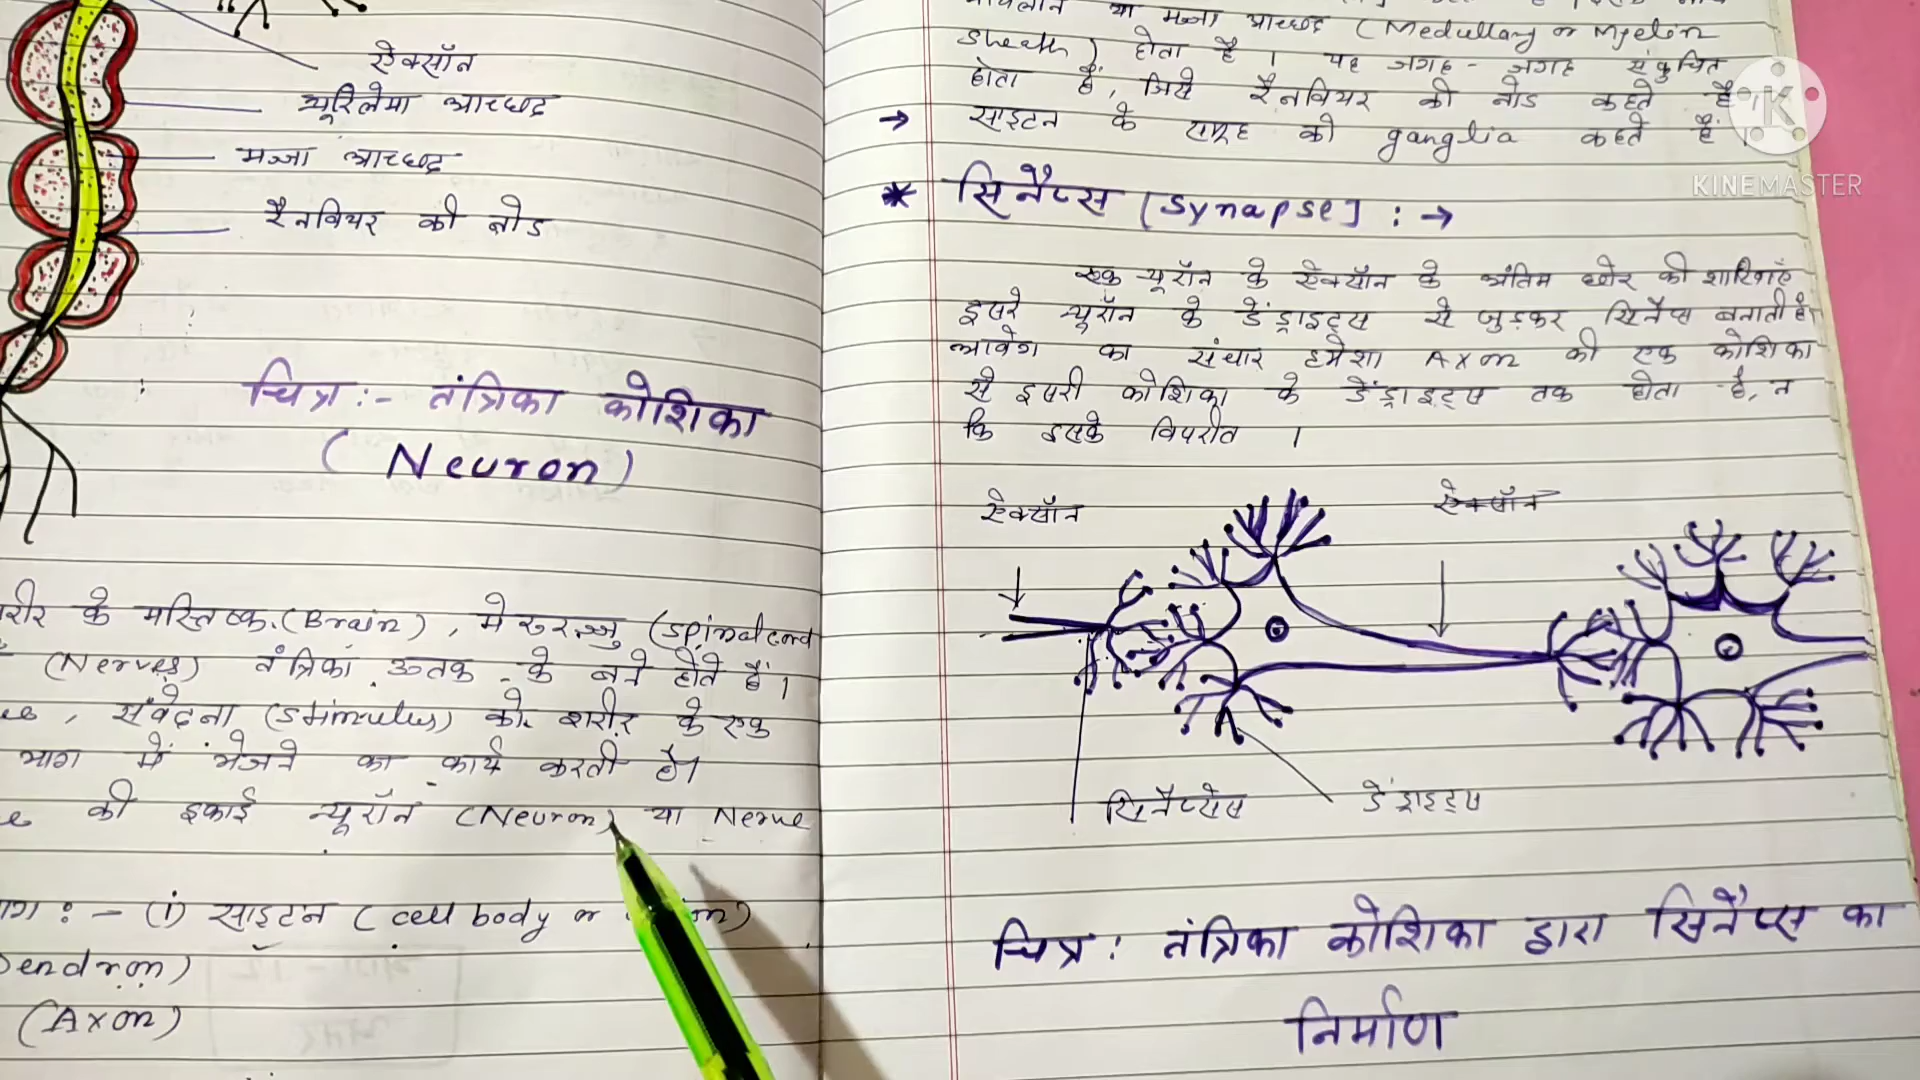 ऐक्सॉन
न्यूरिलेमा आच्छद
मज्जा आच्छद
रैनवियर की नोड
चित्र :- तंत्रिका कोशिका
( Neuron )
के मस्तिष्क (Brain) , मेरुरज्जु (Spinal cord
(Nerves) तंत्रिका ऊतक के बने होते हैं ।
संवेदना (stimulus) को शरीर के एक
भाग में भेजने का कार्य करती है।
की इकाई न्यूरॉन (Neuron) या Nerve
: - (i) साइटन ( cell body or
Dendron)
(Axon)
या मज्जा आच्छद (Medullary or Myelin
Sheath ) होता है । यह जगह - जगह संकुचित
होता है , जिसे रैनवियर की नोड कहते हैं ।
→ साइटन के समूह को ganglia कहते हैं ।
* सिनैप्स [Synapse] : →
एक न्यूरॉन के ऐक्सॉन के अंतिम छोर की शाखिाएँ
दूसरे न्यूरॉन के डेंड्राइट्स से जुड़कर सिनैप्स बनाती है।
आवेग का संचार हमेशा Axon की एक कोशिका
से दूसरी कोशिका के डेंड्राइट्स तक होता है, न
कि इसके विपरीत ।
ऐक्सॉन ऐक्सॉन
सिनैप्सेस डेंड्राइट्स
चित्र : तंत्रिका कोशिका द्वारा सिनैप्स का
निर्माण
K
KINEMASTER